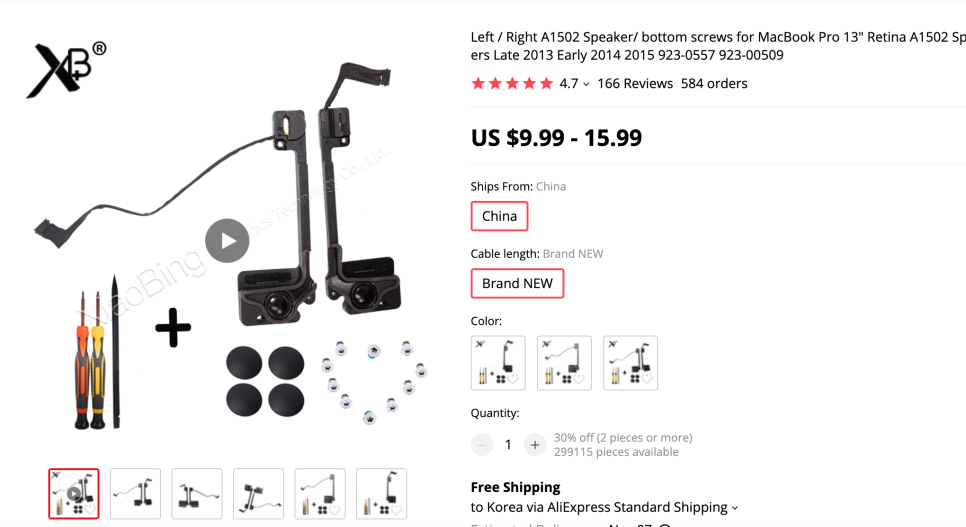 XB®
Left / Right A1502 Speaker/ bottom screws for MacBook Pro 13" Retina A1502 Sp
ers Late 2013 Early 2014 2015 923-0557 923-00509
4.7 166 Reviews 584 orders
US $9.99 - 15.99
Ships From: China
China
Cable length: Brand NEW
Brand NEW
Color:
Quantity:
1 + 30% off (2 pieces or more)
299115 pieces available
Free Shipping
to Korea via AliExpress Standard Shipping
XiaoBing Technology Co., Ltd.